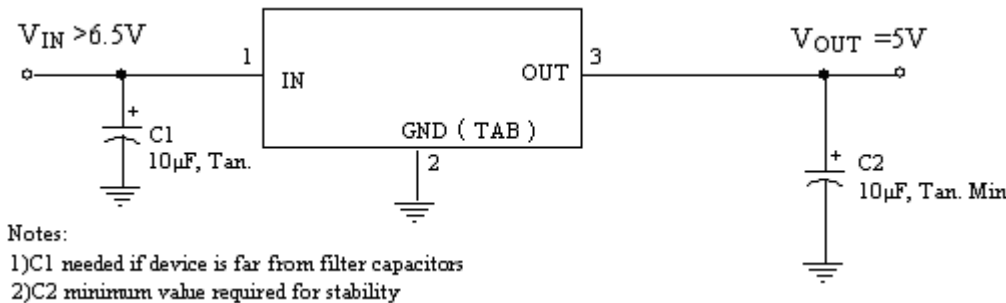 V_IN >6.5V
V_OUT =5V
1
3
IN
OUT
GND ( TAB )
2
+
C1
10μF, Tan.
+
C2
10μF, Tan. Min
Notes:
1)C1 needed if device is far from filter capacitors
2)C2 minimum value required for stability